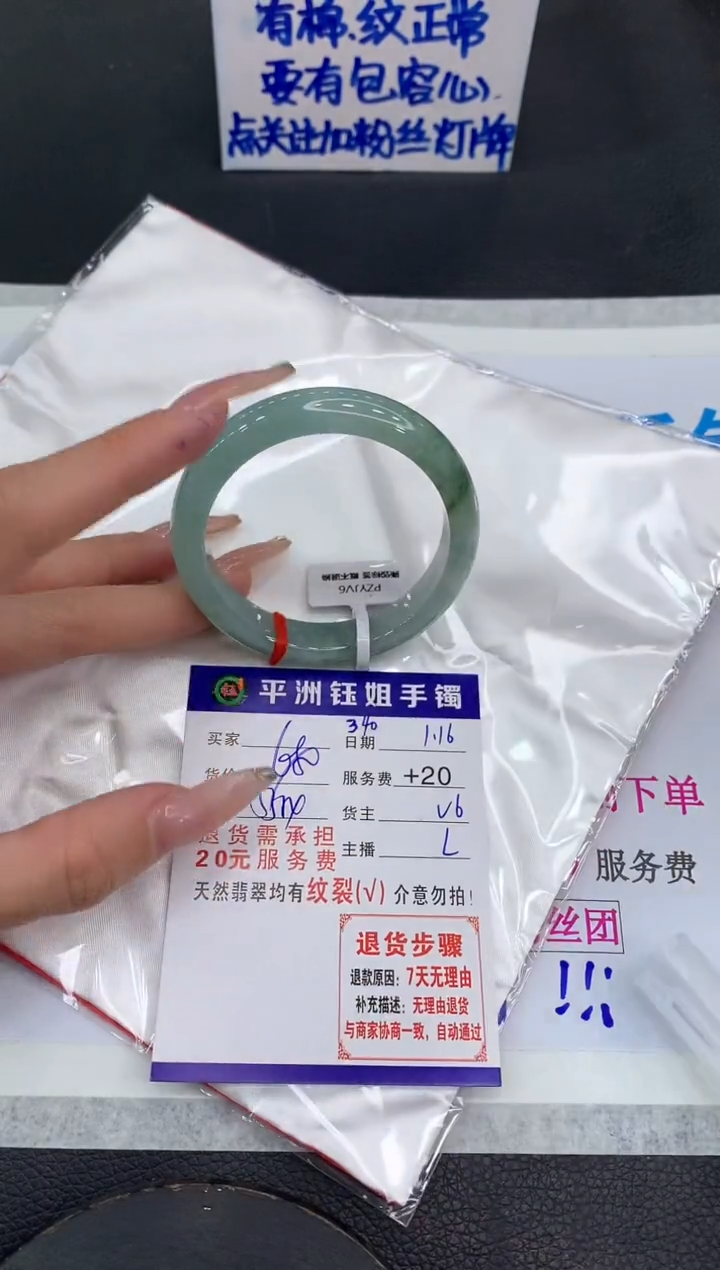 有棉.纹正常
要有包容心
点关注加粉丝灯牌
PZYJV6
平洲钰姐手镯
买家
340
日期 1.16
680
服务费 +20
货主 v6
退货需承担
20元服务费
主播 L
天然翡翠均有纹裂(√) 介意勿拍!
退货步骤
退款原因:7天无理由
补充描述:无理由退货
与商家协商一致,自动通过
下单
服务费
丝团
!!!